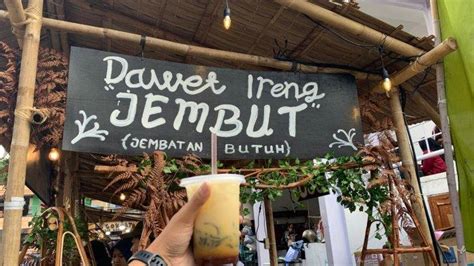 Dawet Ireng
"JEMBUT"
{JEMBATAN BUTUH}